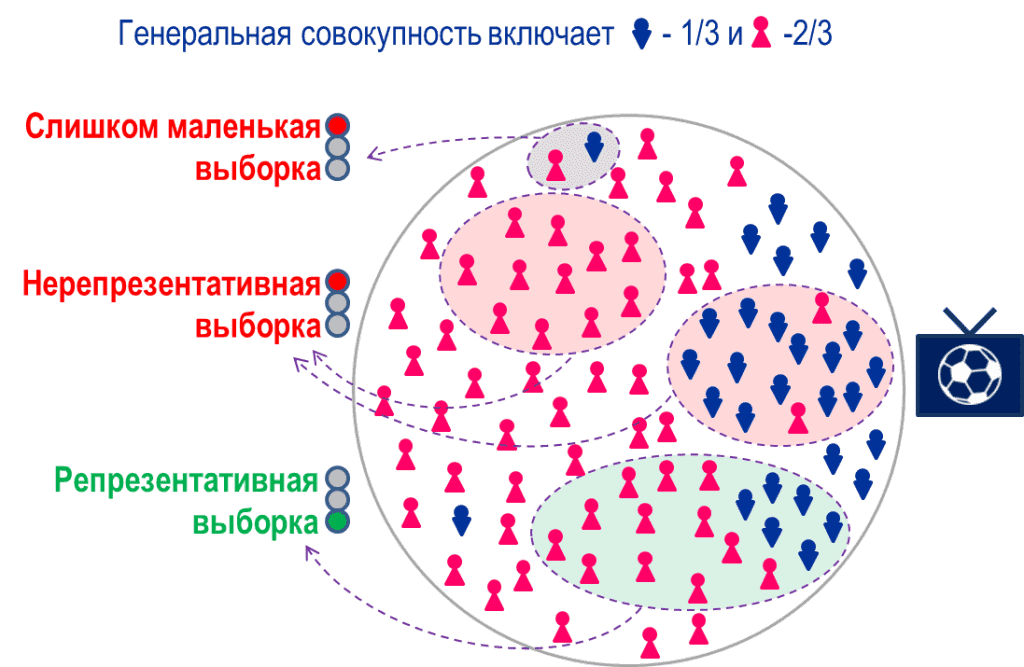 Генеральная совокупность включает - 1/3 и -2/3
Слишком маленькая
выборка
Нерепрезентативная
выборка
Репрезентативная
выборка